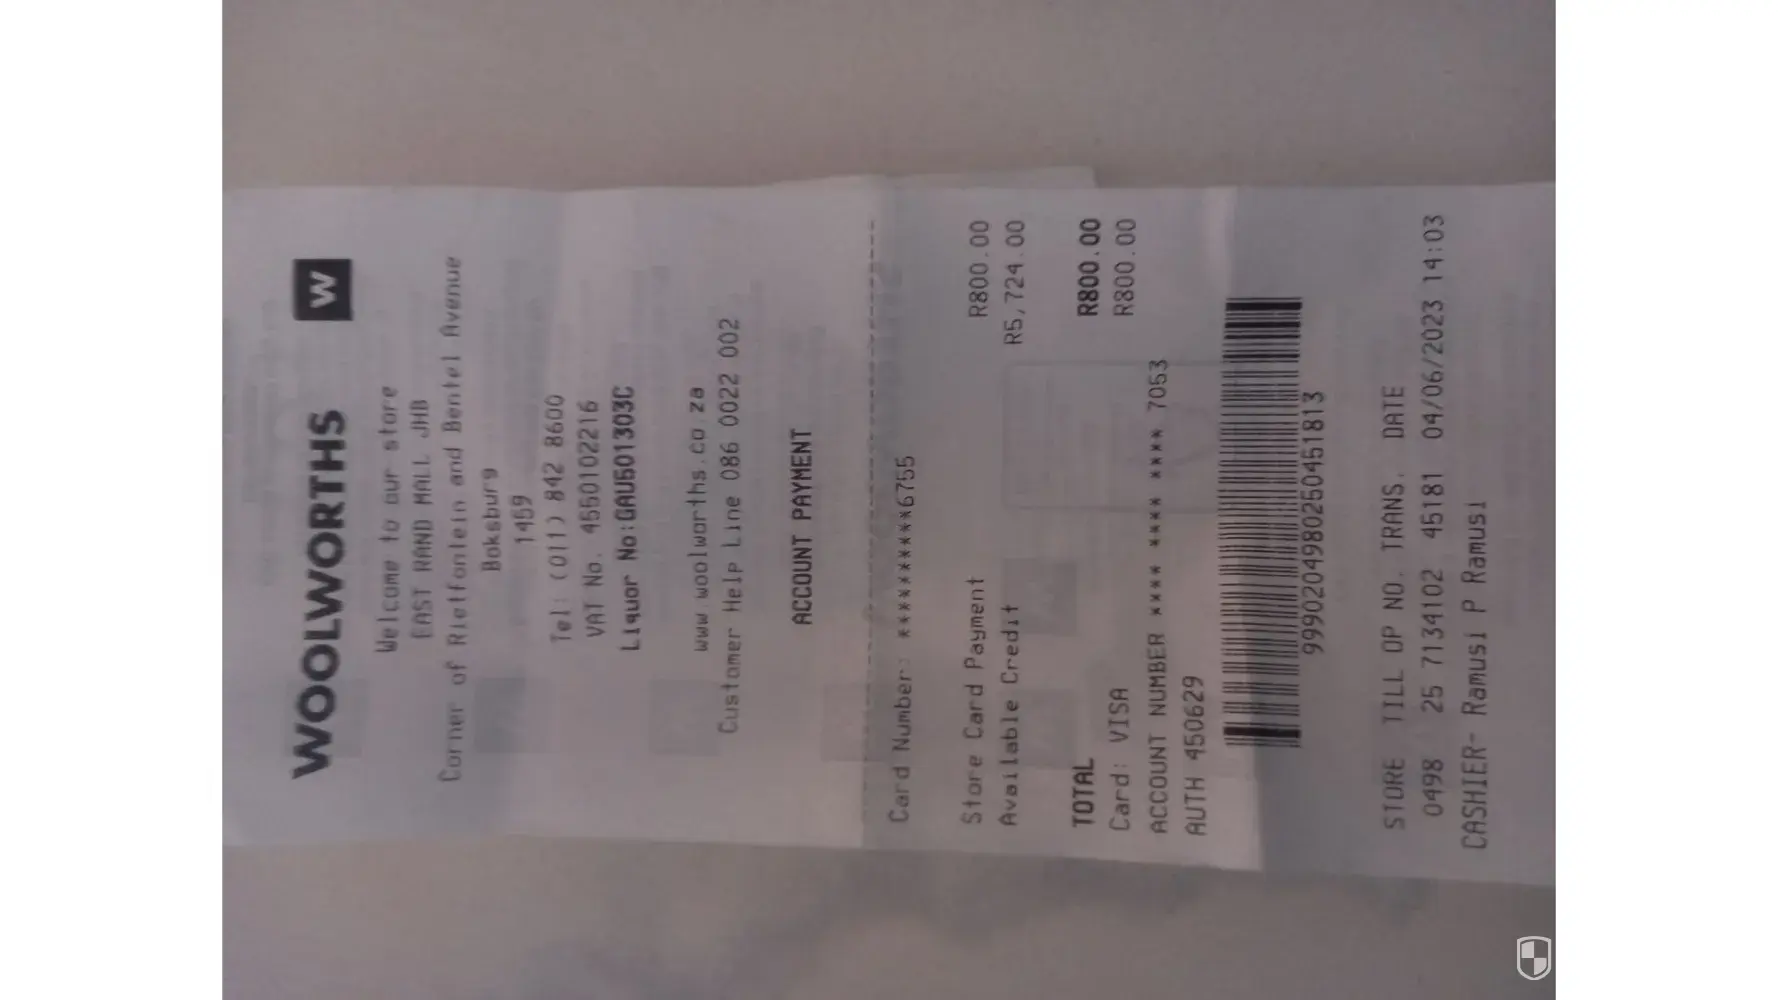 WOOLWORTHS W
Welcome to our store
EAST RAND MALL JHB
Corner of Rietfontein and Bentel Avenue
Boksburg
1459
Tel: (011) 842 8600
VAT No. 4550102216
Liquor No:GAU501303C
www.woolworths.co.za
Customer Help Line 086 0022 002
ACCOUNT PAYMENT
Card Number: **********6755
Store Card Payment R800.00
Available Credit R5,724.00
TOTAL R800.00
Card: VISA R800.00
ACCOUNT NUMBER **** **** **** 7053
AUTH 450629
9990204980250451813
STORE TILL OP NO. TRANS. DATE
0498 25 7134102 45181 04/06/2023 14:03
CASHIER- Ramusi P Ramusi